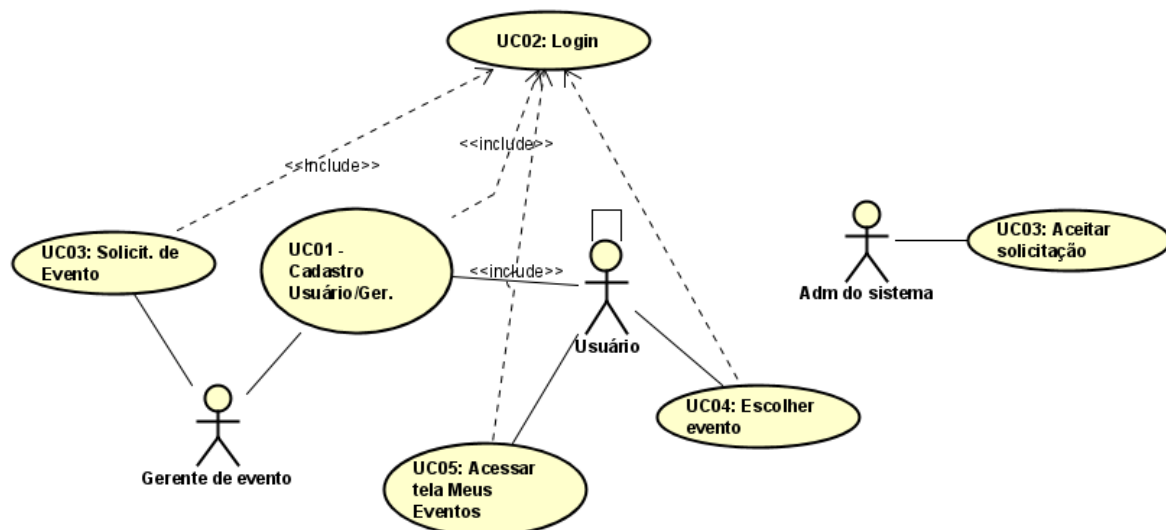 UC02: Login
<<include>>
<<include>>
UC03: Solicit. de
Evento
UC01 -
Cadastro
Usuário/Ger.
<<include>>
UC03: Aceitar
solicitação
Adm do sistema
Usuário
UC04: Escolher
evento
Gerente de evento
UC05: Acessar
tela Meus
Eventos